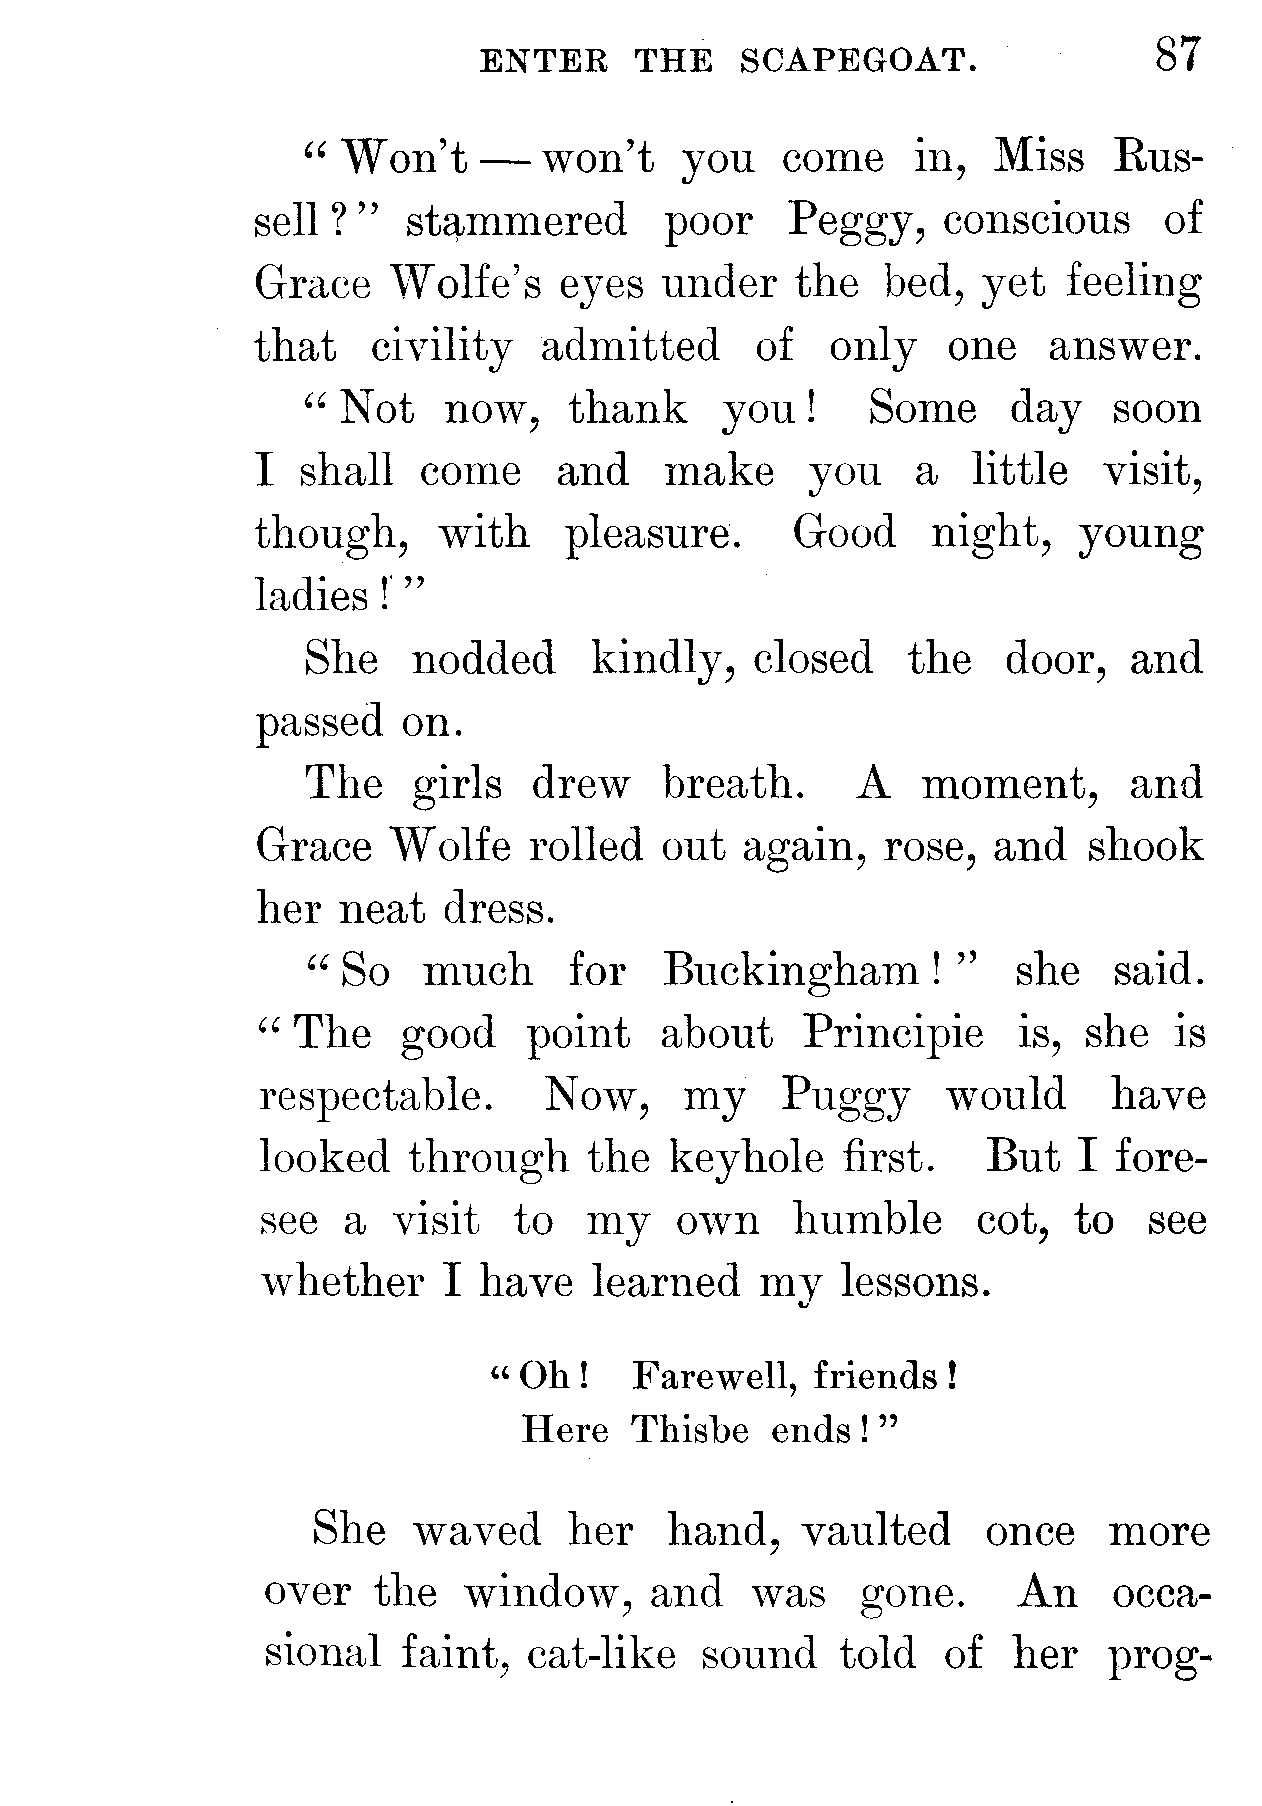 ENTER THE SCAPEGOAT. 87
“ Won’t — won’t you come in, Miss Rus-
sell ? ” stammered poor Peggy, conscious of
Grace Wolfe’s eyes under the bed, yet feeling
that civility admitted of only one answer.
“ Not now, thank you ! Some day soon
I shall come and make you a little visit,
though, with pleasure. Good night, young
ladies ! ”
She nodded kindly, closed the door, and
passed on.
The girls drew breath. A moment, and
Grace Wolfe rolled out again, rose, and shook
her neat dress.
“ So much for Buckingham ! ” she said.
“ The good point about Principie is, she is
respectable. Now, my Puggy would have
looked through the keyhole first. But I fore-
see a visit to my own humble cot, to see
whether I have learned my lessons.
“ Oh ! Farewell, friends !
Here Thisbe ends ! ”
She waved her hand, vaulted once more
over the window, and was gone. An occa-
sional faint, cat-like sound told of her prog-